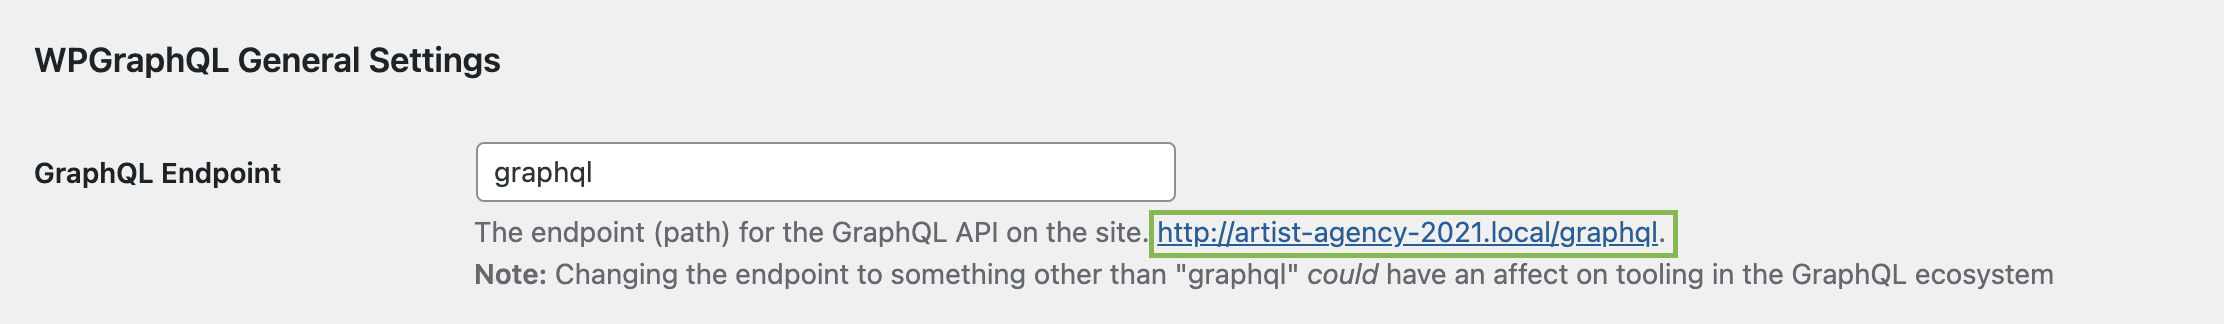 WPGraphQL General Settings
GraphQL Endpoint
graphql
The endpoint (path) for the GraphQL API on the site. http://artist-agency-2021.local/graphql.
Note: Changing the endpoint to something other than "graphql" could have an affect on tooling in the GraphQL ecosystem